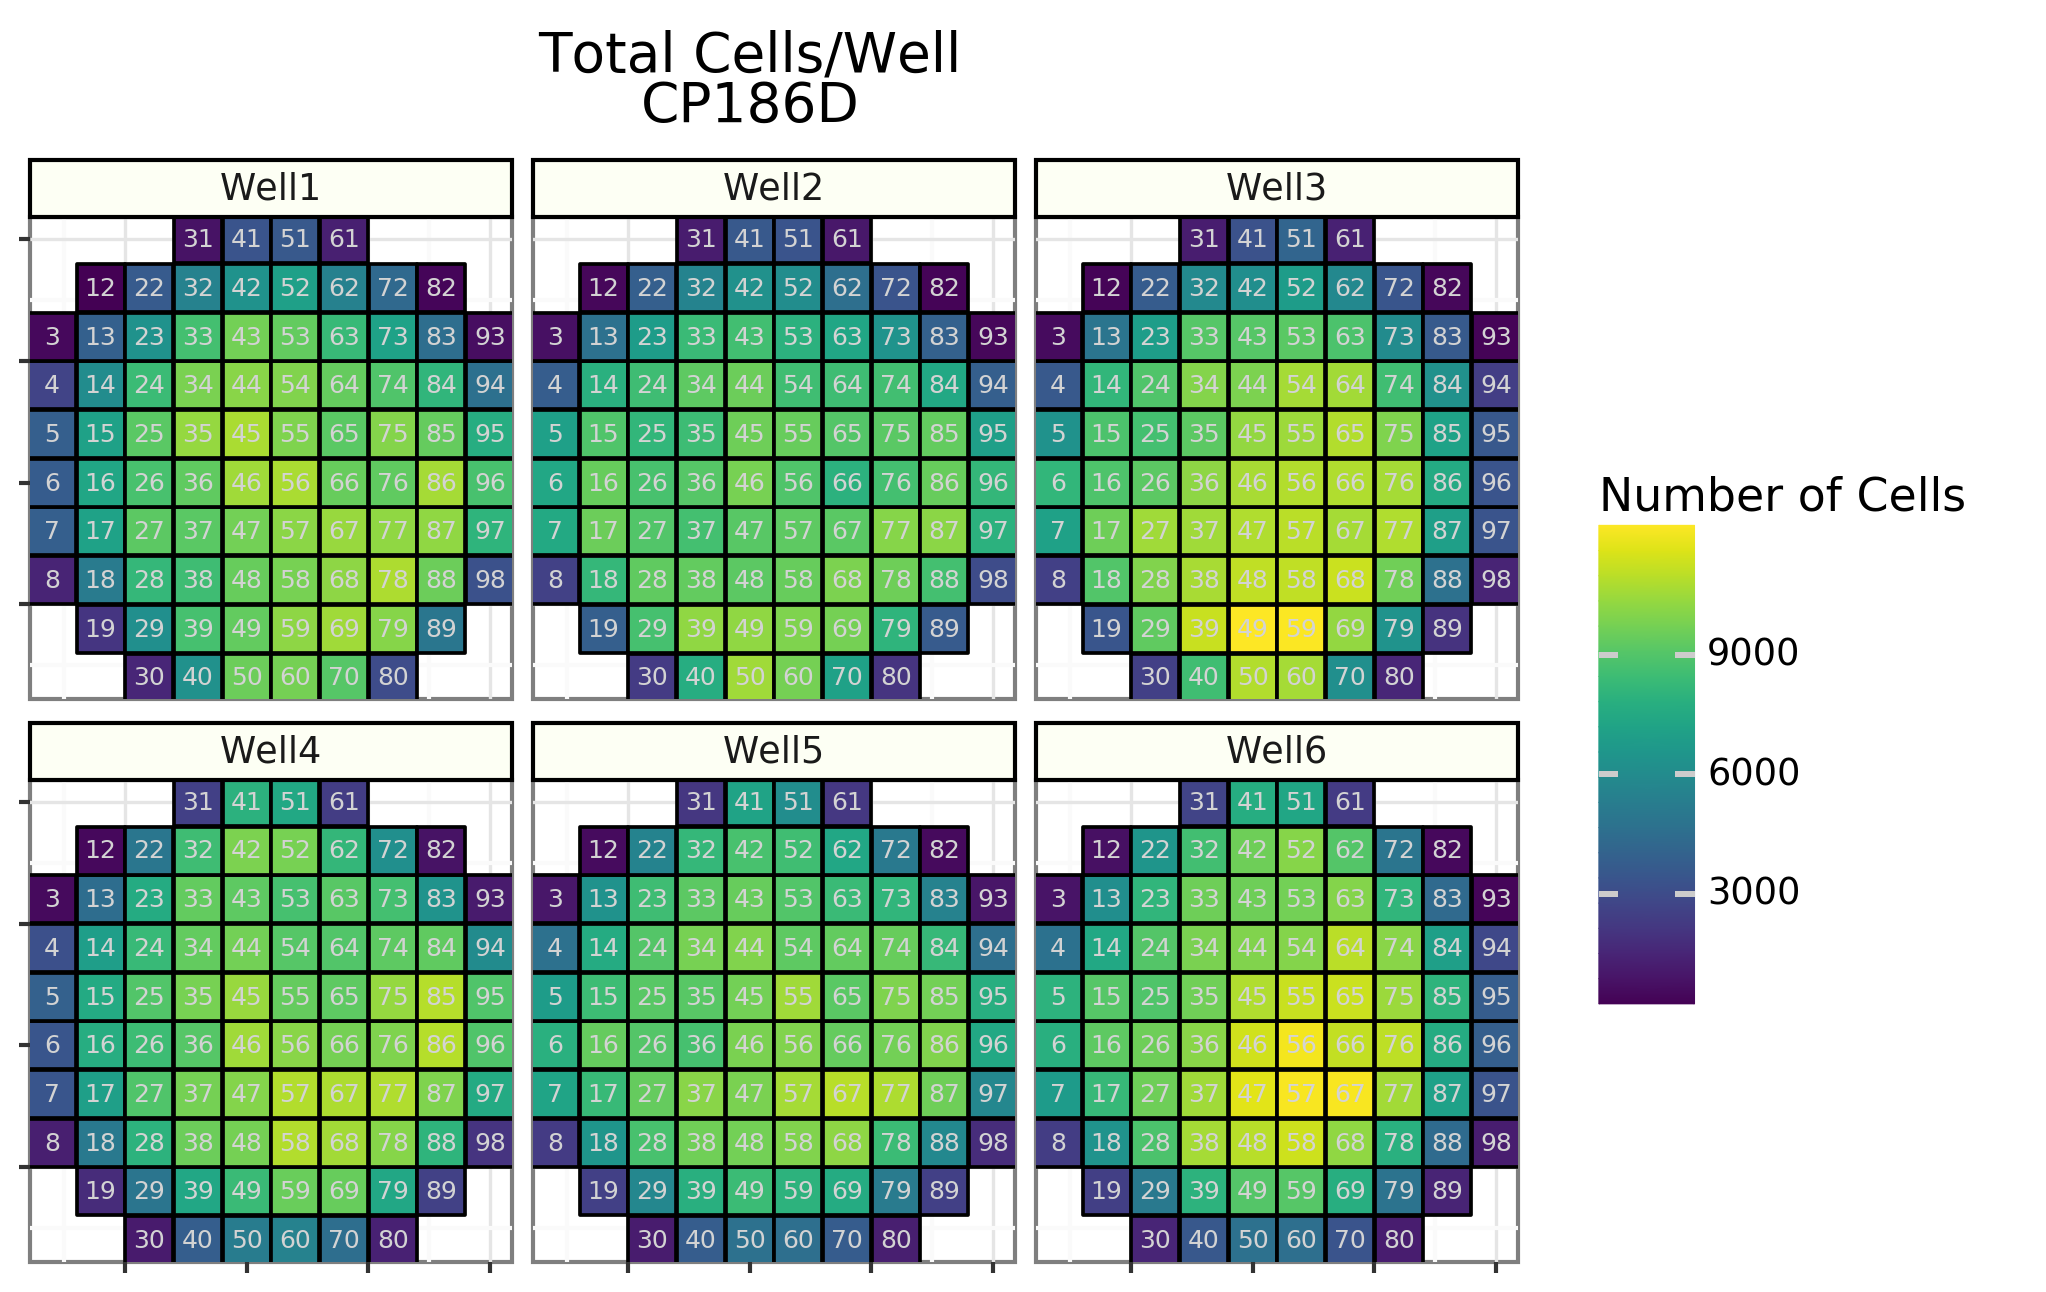 Total Cells/Well
CP186D
Well1 Well2 Well3
31 41 51 61 31 41 51 61 31 41 51 61
12 22 32 42 52 62 72 82 12 22 32 42 52 62 72 82 12 22 32 42 52 62 72 82
3 13 23 33 43 53 63 73 83 93 3 13 23 33 43 53 63 73 83 93 3 13 23 33 43 53 63 73 83 93
4 14 24 34 44 54 64 74 84 94 4 14 24 34 44 54 64 74 84 94 4 14 24 34 44 54 64 74 84 94
5 15 25 35 45 55 65 75 85 95 5 15 25 35 45 55 65 75 85 95 5 15 25 35 45 55 65 75 85 95
6 16 26 36 46 56 66 76 86 96 6 16 26 36 46 56 66 76 86 96 6 16 26 36 46 56 66 76 86 96
7 17 27 37 47 57 67 77 87 97 7 17 27 37 47 57 67 77 87 97 7 17 27 37 47 57 67 77 87 97
8 18 28 38 48 58 68 78 88 98 8 18 28 38 48 58 68 78 88 98 8 18 28 38 48 58 68 78 88 98
19 29 39 49 59 69 79 89 19 29 39 49 59 69 79 89 19 29 39 49 59 69 79 89
30 40 50 60 70 80 30 40 50 60 70 80 30 40 50 60 70 80
Well4 Well5 Well6
31 41 51 61 31 41 51 61 31 41 51 61
12 22 32 42 52 62 72 82 12 22 32 42 52 62 72 82 12 22 32 42 52 62 72 82
3 13 23 33 43 53 63 73 83 93 3 13 23 33 43 53 63 73 83 93 3 13 23 33 43 53 63 73 83 93
4 14 24 34 44 54 64 74 84 94 4 14 24 34 44 54 64 74 84 94 4 14 24 34 44 54 64 74 84 94
5 15 25 35 45 55 65 75 85 95 5 15 25 35 45 55 65 75 85 95 5 15 25 35 45 55 65 75 85 95
6 16 26 36 46 56 66 76 86 96 6 16 26 36 46 56 66 76 86 96 6 16 26 36 46 56 66 76 86 96
7 17 27 37 47 57 67 77 87 97 7 17 27 37 47 57 67 77 87 97 7 17 27 37 47 57 67 77 87 97
8 18 28 38 48 58 68 78 88 98 8 18 28 38 48 58 68 78 88 98 8 18 28 38 48 58 68 78 88 98
19 29 39 49 59 69 79 89 19 29 39 49 59 69 79 89 19 29 39 49 59 69 79 89
30 40 50 60 70 80 30 40 50 60 70 80 30 40 50 60 70 80
Number of Cells
9000
6000
3000